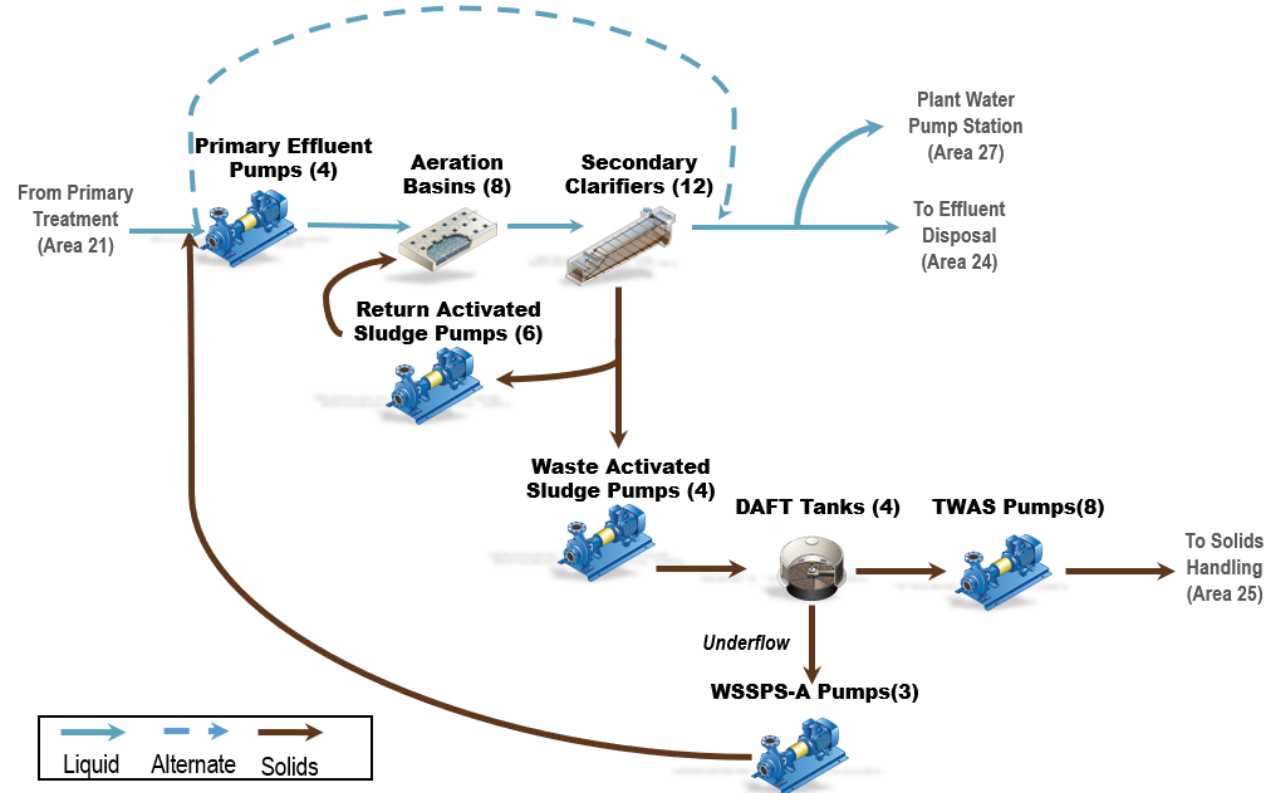 Primary Effluent
Pumps (4)
Aeration
Basins (8)
Secondary
Clarifiers (12)
Plant Water
Pump Station
(Area 27)
From Primary
Treatment
(Area 21)
To Effluent
Disposal
(Area 24)
Return Activated
Sludge Pumps (6)
Waste Activated
Sludge Pumps (4)
DAFT Tanks (4)
TWAS Pumps(8)
To Solids
Handling
(Area 25)
Underflow
WSSPS-A Pumps(3)
Liquid
Alternate
Solids